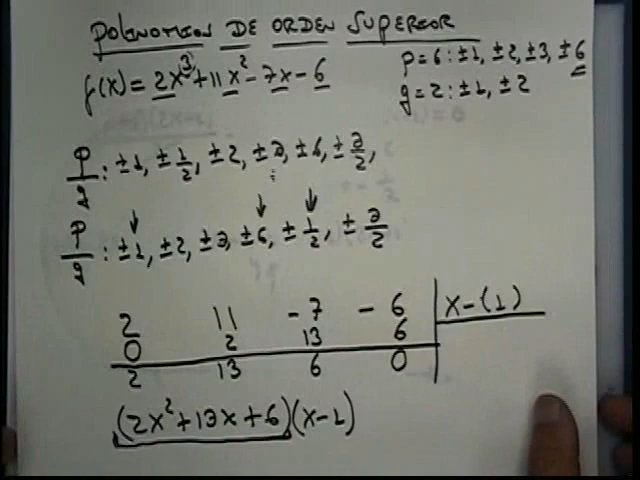 POLINOMIOS DE ORDEN SUPERIOR
f(x) = 2x³ + 11x² - 7x - 6
p = 6 : ±1, ±2, ±3, ±6
q = 2 : ±1, ±2
p/q : ±1, ±1/2, ±2, ±3, ±6, ±3/2,
p/q : ±1, ±2, ±3, ±6, ±1/2, ±3/2
2 11 -7 -6 x-(1)
0 2 13 6
2 13 6 0
(2x² + 13x + 6)(x-1)